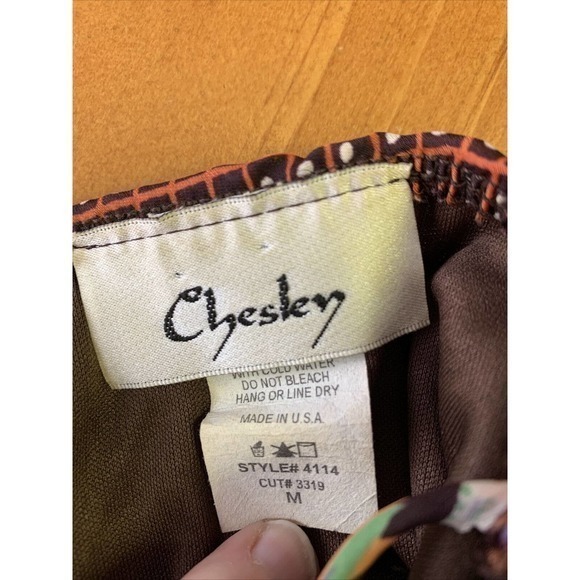 Chesley
WITH COLD WATER
DO NOT BLEACH
HANG OR LINE DRY
MADE IN U.S.A.
STYLE# 4114
CUT# 3319
M